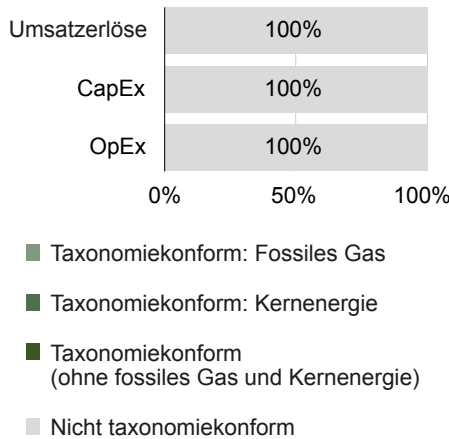 Umsatzerlöse 100%
CapEx 100%
OpEx 100%
0% 50% 100%
Taxonomiekonform: Fossiles Gas
Taxonomiekonform: Kernenergie
Taxonomiekonform
(ohne fossiles Gas und Kernenergie)
Nicht taxonomiekonform